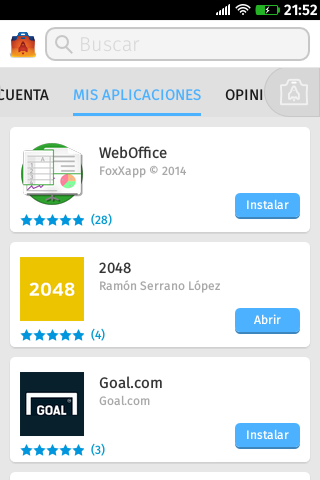 21:52
Buscar
CUENTA MIS APLICACIONES OPINI
WebOffice
FoxXapp © 2014
Instalar
(28)
2048
2048
Ramón Serrano López
Abrir
(4)
Goal.com
Goal.com
GOAL
Instalar
(3)